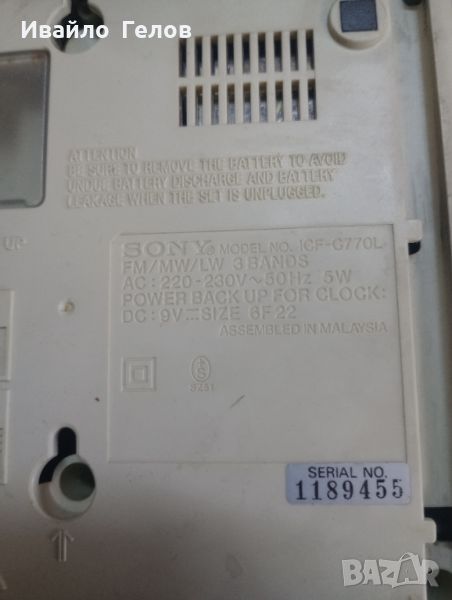 Ивайло Гелов
ATTENTION
BE SURE TO REMOVE THE BATTERY TO AVOID
UNDUE BATTERY DISCHARGE AND BATTERY
LEAKAGE WHEN THE SET IS UNPLUGGED.
UP
SONY® MODEL NO. ICF-C770L
FM/MW/LW 3 BANDS
AC: 220-230V~50Hz 5W
POWER BACK UP FOR CLOCK:
DC: 9V⎓SIZE 6F22
ASSEMBLED IN MALAYSIA
S
SERIAL NO.
1189455
BAZAR